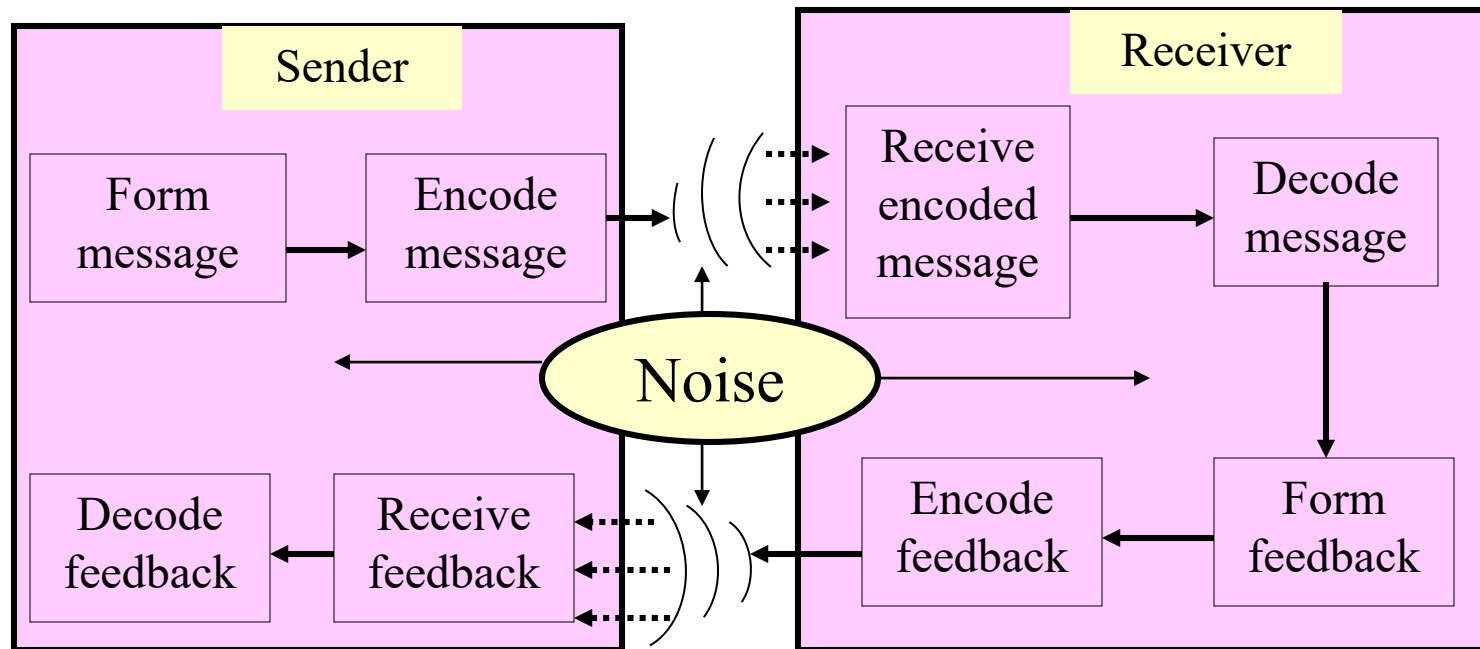 Sender
Receiver
Form
message
Encode
message
Receive
encoded
message
Decode
message
Noise
Decode
feedback
Receive
feedback
Encode
feedback
Form
feedback